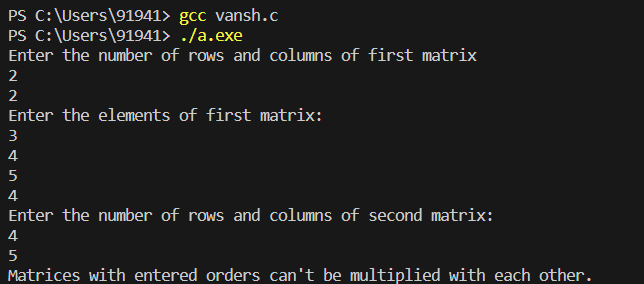 PS C:\Users\91941> gcc vansh.c
PS C:\Users\91941> ./a.exe
Enter the number of rows and columns of first matrix
2
2
Enter the elements of first matrix:
3
4
5
4
Enter the number of rows and columns of second matrix:
4
5
Matrices with entered orders can't be multiplied with each other.